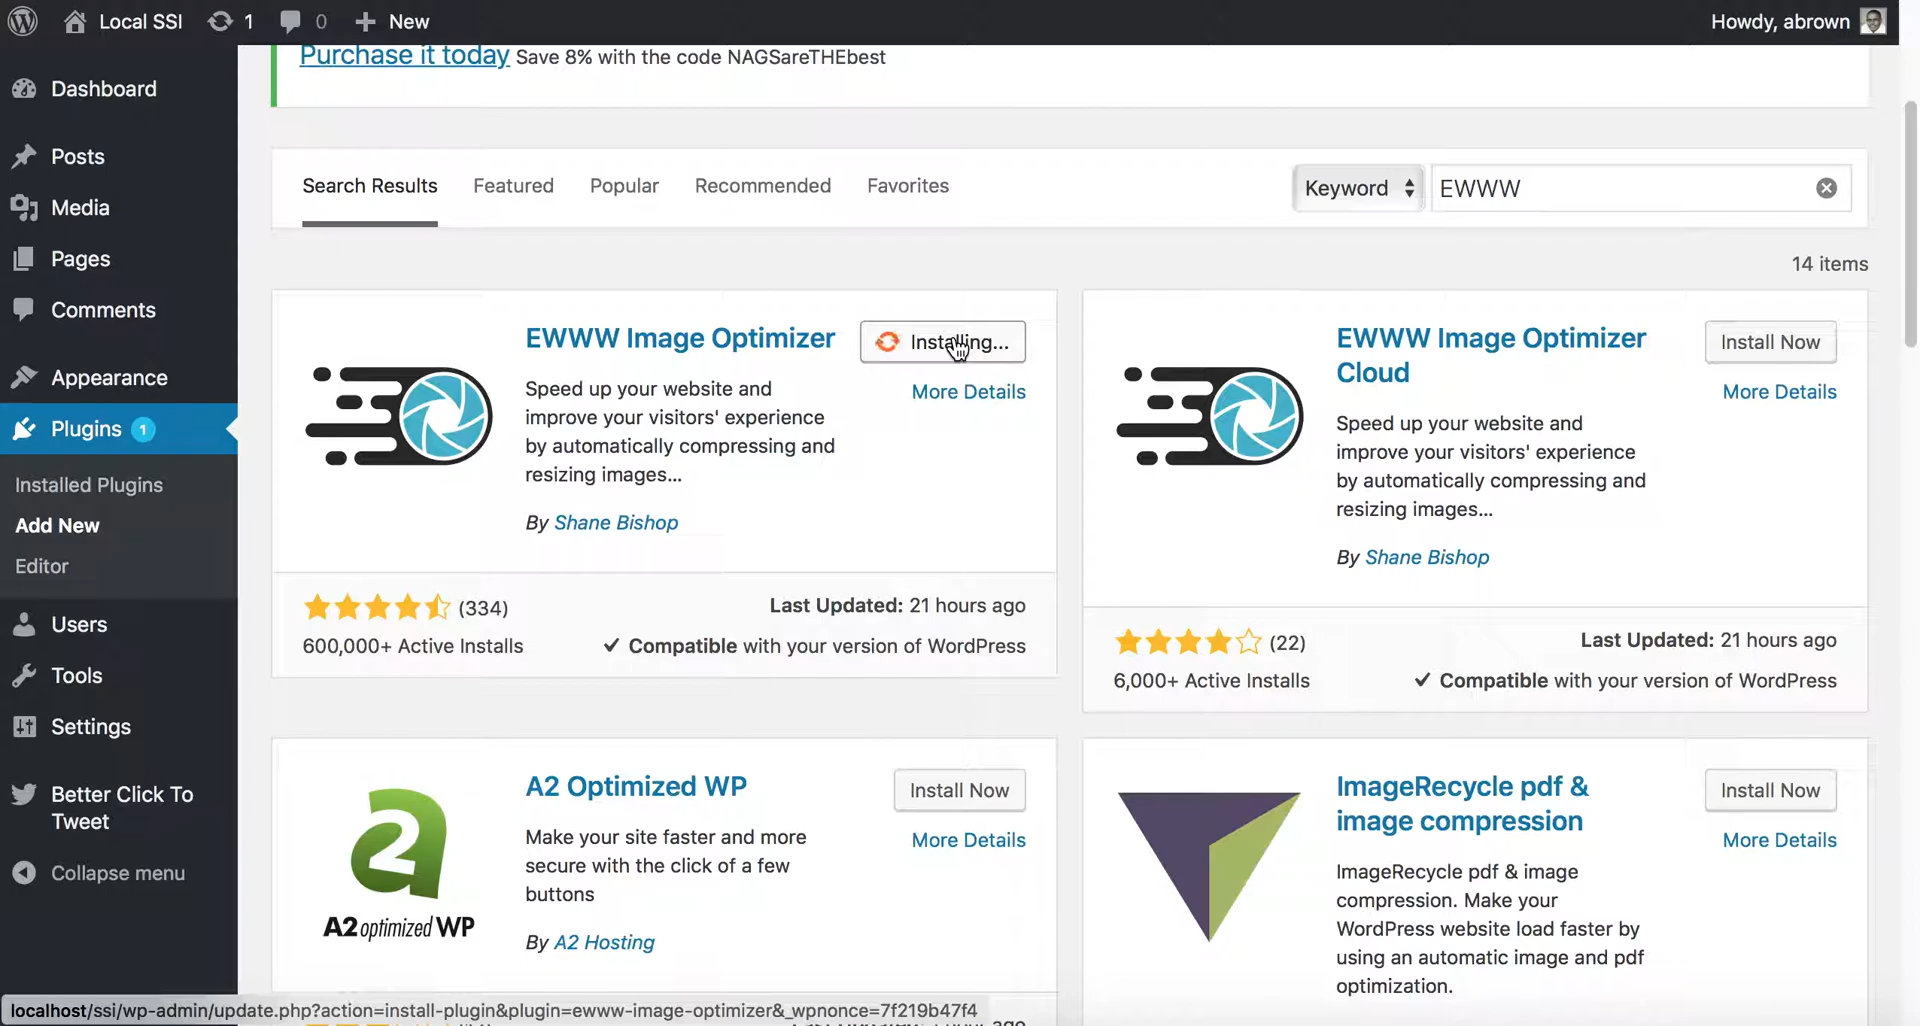 Local SSI 1 0 New Howdy, abrown
Purchase it today Save 8% with the code NAGSareTHEbest
Dashboard
Posts
Media
Pages
Comments
Appearance
Plugins 1
Installed Plugins
Add New
Editor
Users
Tools
Settings
Better Click To
Tweet
Collapse menu
Search Results Featured Popular Recommended Favorites Keyword EWWW
14 items
EWWW Image Optimizer
Installing...
More Details
Speed up your website and
improve your visitors' experience
by automatically compressing and
resizing images...
By Shane Bishop
(334)
Last Updated: 21 hours ago
600,000+ Active Installs
✓ Compatible with your version of WordPress
EWWW Image Optimizer
Cloud
Install Now
More Details
Speed up your website and
improve your visitors' experience
by automatically compressing and
resizing images...
By Shane Bishop
(22)
Last Updated: 21 hours ago
6,000+ Active Installs
✓ Compatible with your version of WordPress
A2 optimized WP
A2 Optimized WP
Install Now
More Details
Make your site faster and more
secure with the click of a few
buttons
By A2 Hosting
ImageRecycle pdf &
image compression
Install Now
More Details
ImageRecycle pdf & image
compression. Make your
WordPress website load faster by
using an automatic image and pdf
optimization.
localhost/ssi/wp-admin/update.php?action=install-plugin&plugin=ewww-image-optimizer&_wpnonce=7f219b47f4